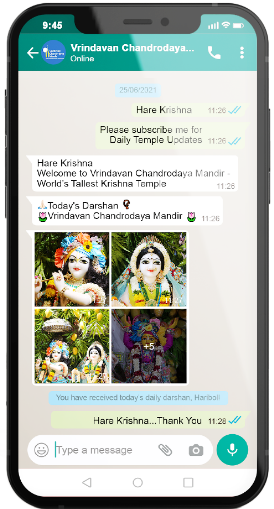 9:45
Vrindavan Chandrodaya...
Online
25/06/2021
Hare Krishna 11:26
Please subscribe me for
Daily Temple Updates 11:26
Hare Krishna
Welcome to Vrindavan Chandrodaya Mandir -
World's Tallest Krishna Temple 11:26
🙏🏻Today's Darshan 👇🏿
🌷Vrindavan Chandrodaya Mandir 🌷 11:26
+5
You have received today's daily darshan, Haribol!
Hare Krishna...Thank You 11:28
Type a message